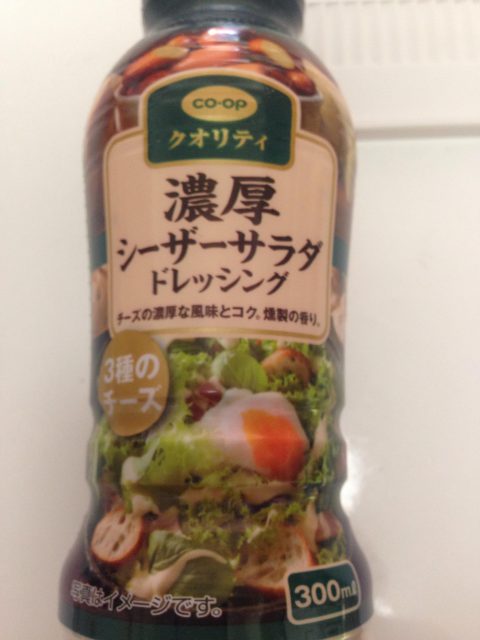 CO-OP
クオリティ
濃厚
シーザーサラダ
ドレッシング
チーズの濃厚な風味とコク。燻製の香り。
3種の
チーズ
写真はイメージです。
300mℓ